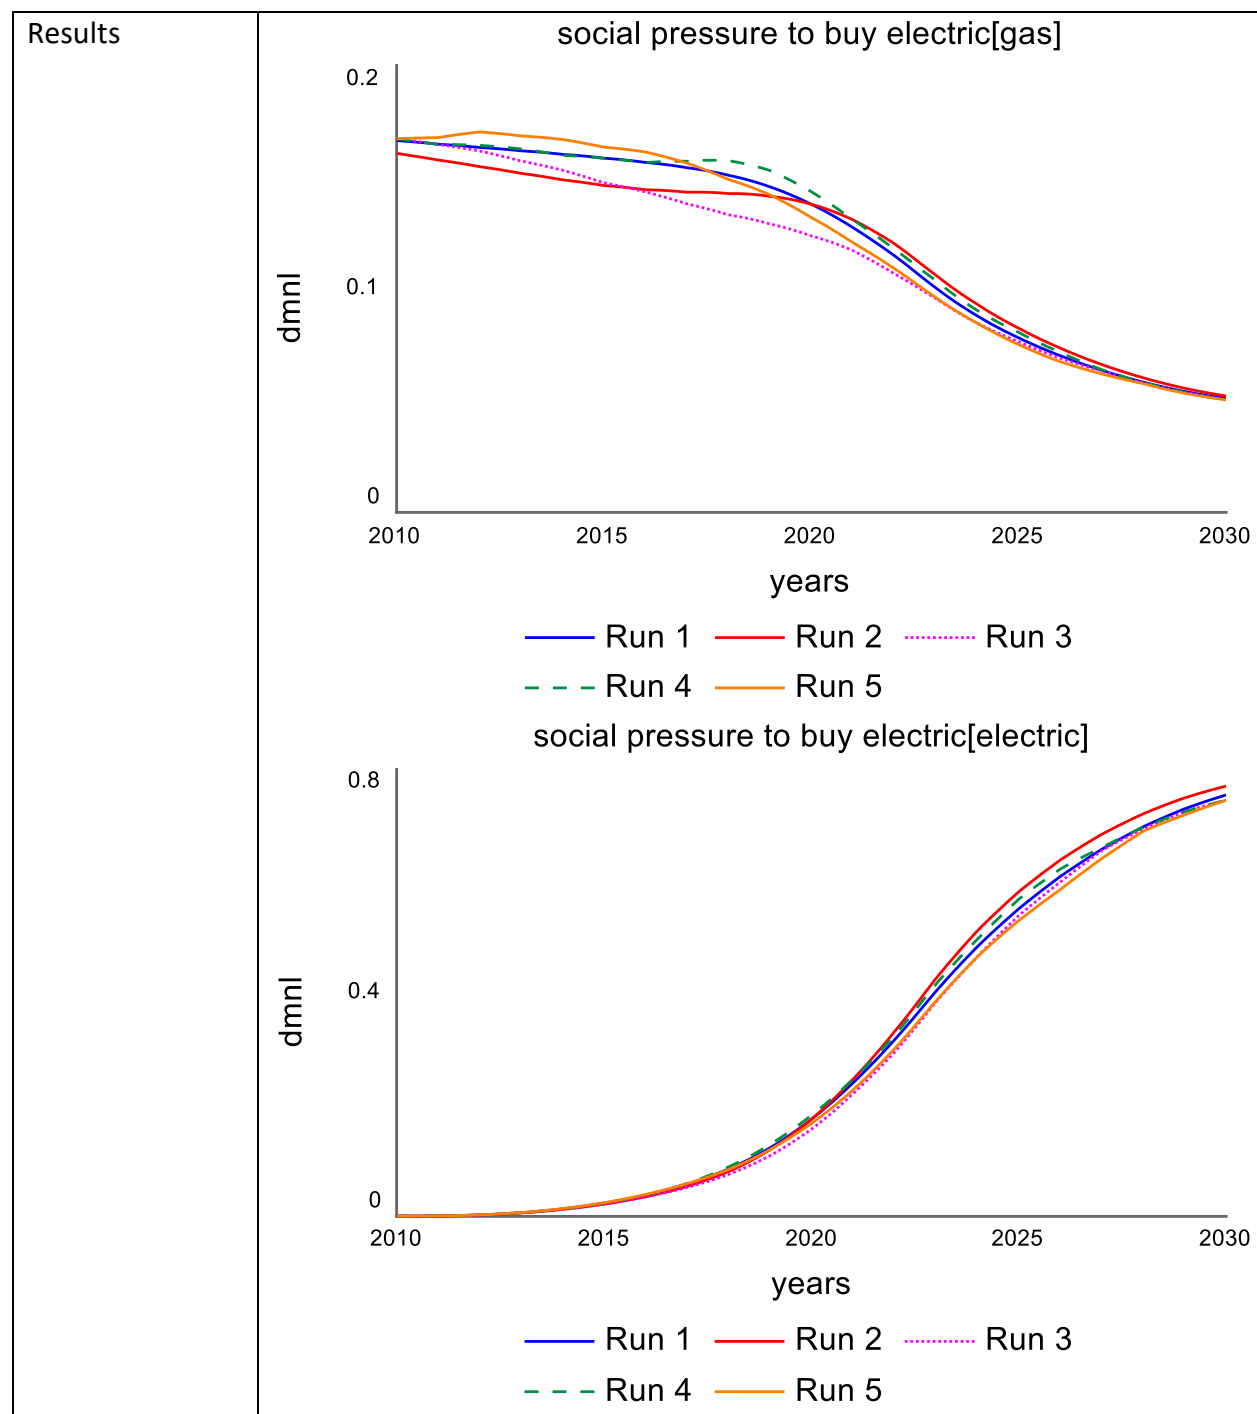 Results
social pressure to buy electric[gas]
0.2
0.1
0
dmnl
2010 2015 2020 2025 2030
years
Run 1 Run 2 Run 3
Run 4 Run 5
social pressure to buy electric[electric]
0.8
0.4
0
dmnl
2010 2015 2020 2025 2030
years
Run 1 Run 2 Run 3
Run 4 Run 5